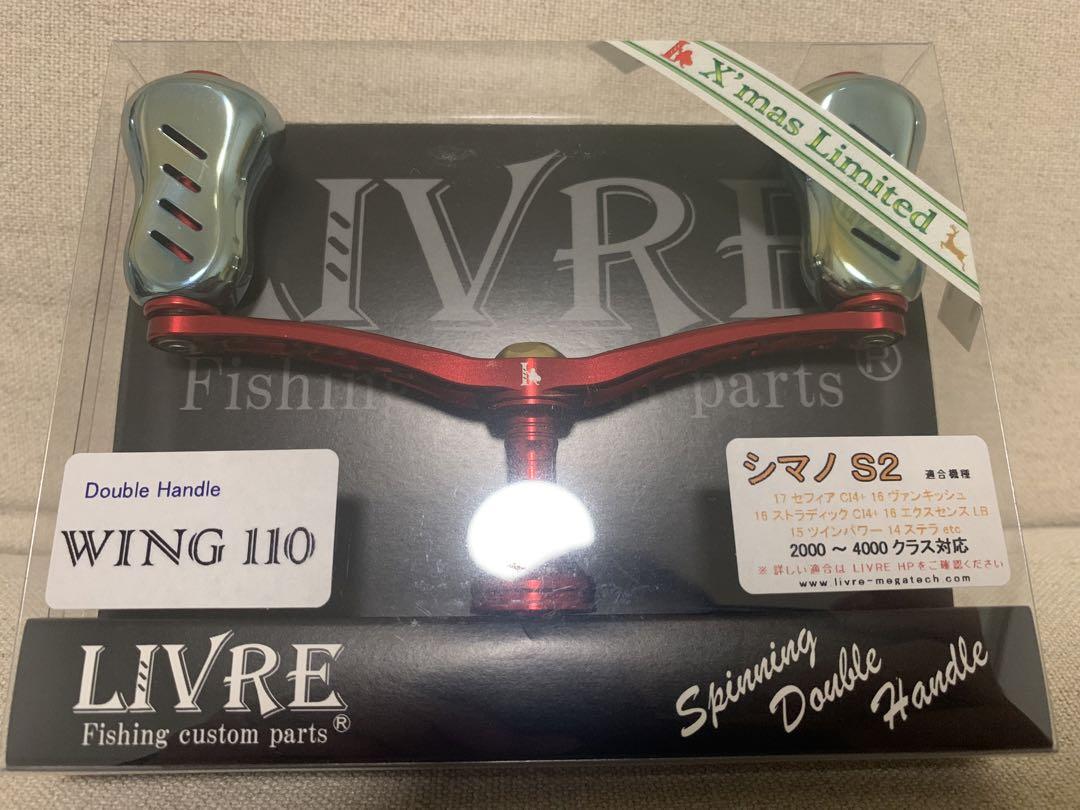 X'mas Limited
LIVRE
Fishing custom parts®
Double Handle
WING 110
シマノ S2 適合機種
17 セフィア CI4+ 16 ヴァンキッシュ
16 ストラディック CI4+ 16 エクスセンス LB
15 ツインパワー 14 ステラ etc
2000 ～ 4000 クラス対応
※ 詳しい適合は LIVRE HPをご確認ください
www.livre-megatech.com
LIVRE
Fishing custom parts®
Spinning
Double
Handle